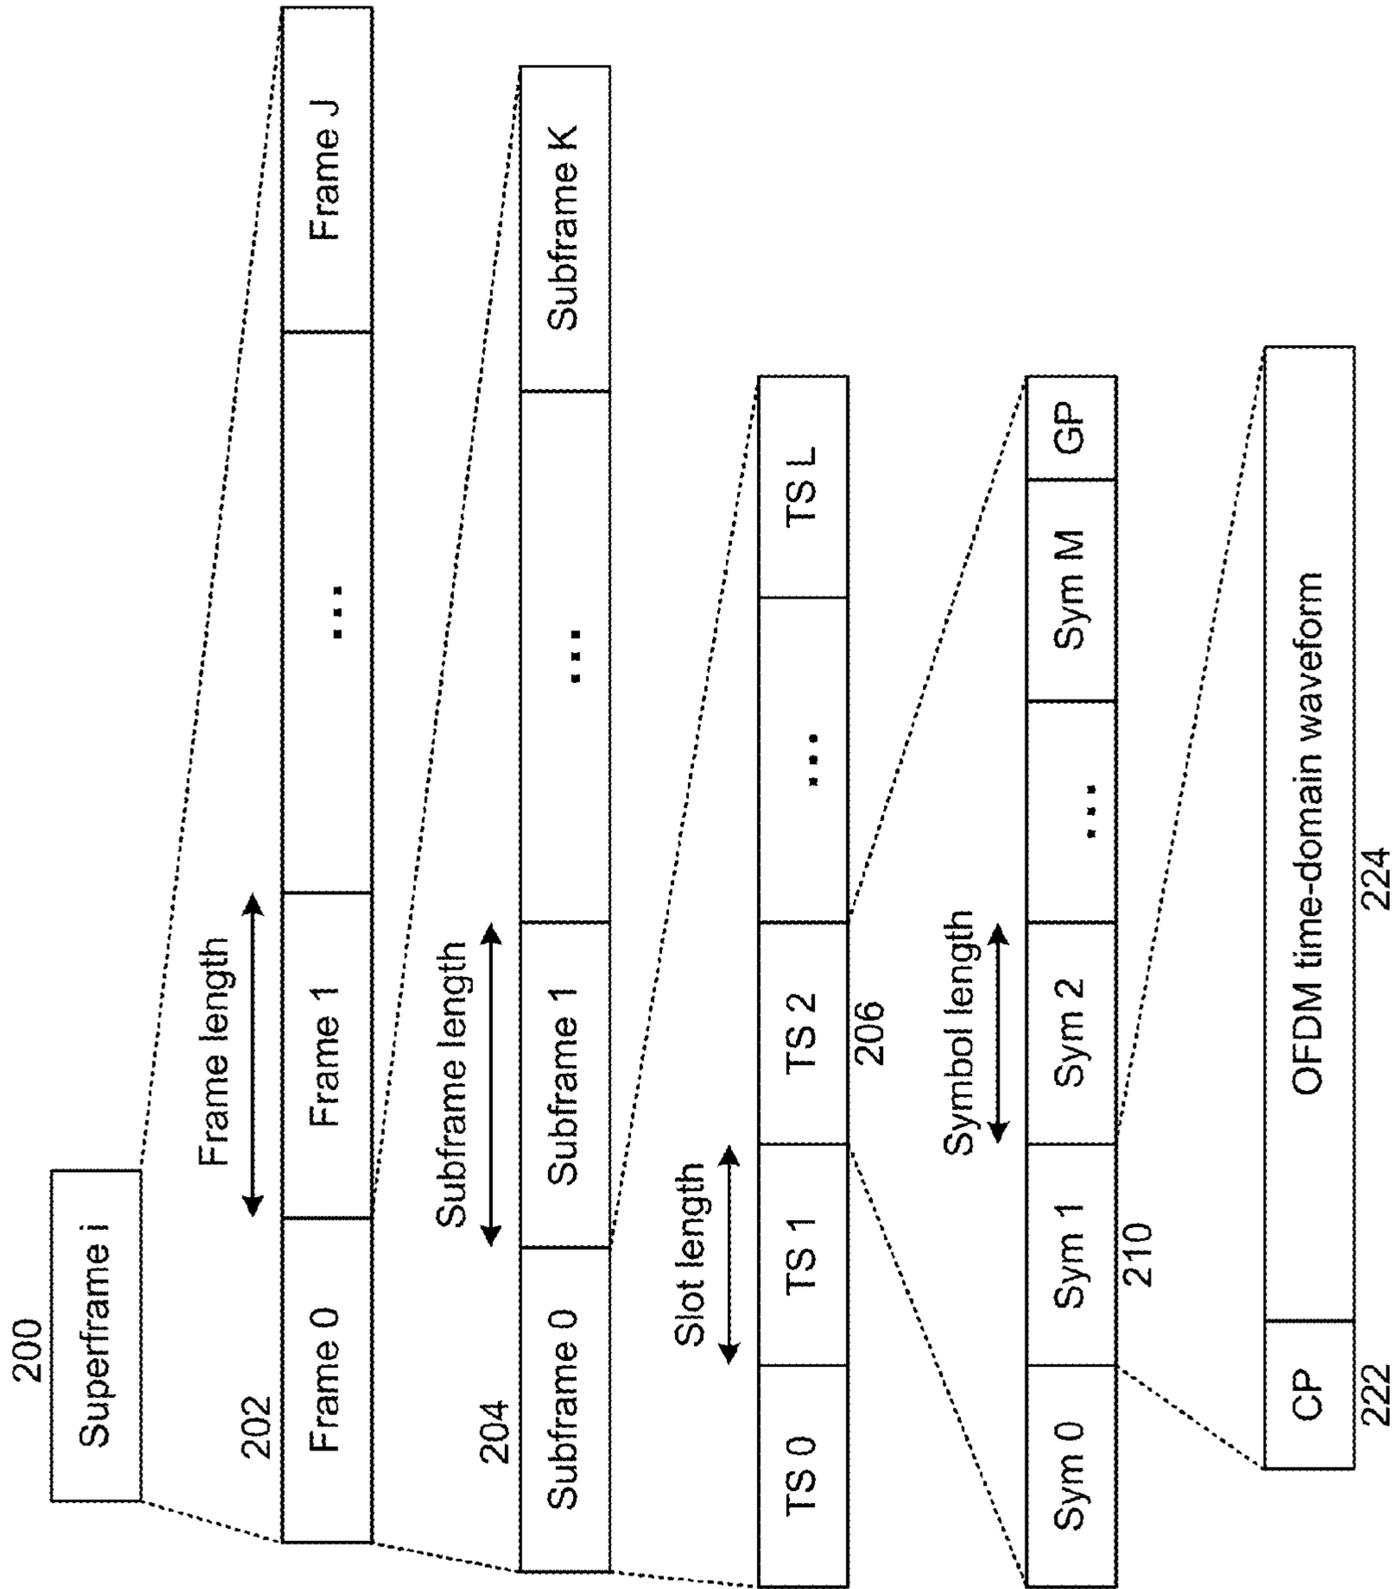 200
Superframe i
Frame length
202
Frame 0 Frame 1 ... Frame J
Subframe length
204
Subframe 0 Subframe 1 ... Subframe K
Slot length
TS 0 TS 1 TS 2 ... TS L
206
Symbol length
Sym 0 Sym 1 Sym 2 ... Sym M GP
210
CP OFDM time-domain waveform
222 224